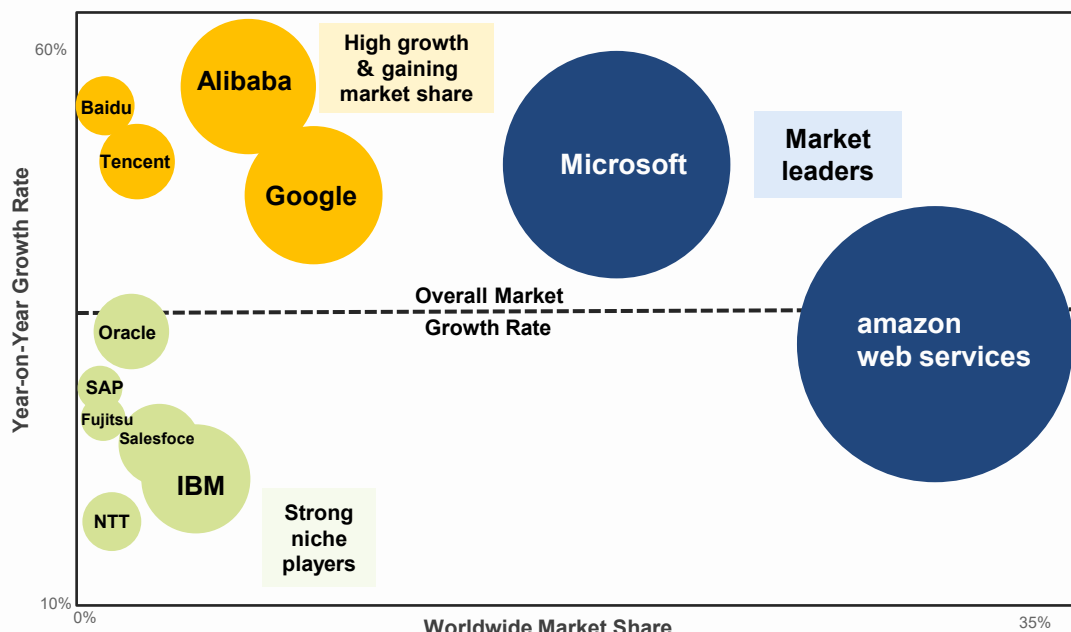 60%
High growth
& gaining
market share
Alibaba
Baidu
Tencent
Google
Microsoft
Market
leaders
Year-on-Year Growth Rate
Overall Market
Growth Rate
Oracle
amazon
web services
SAP
Fujitsu
Salesfoce
IBM
NTT
Strong
niche
players
10%
0%
Worldwide Market Share
35%